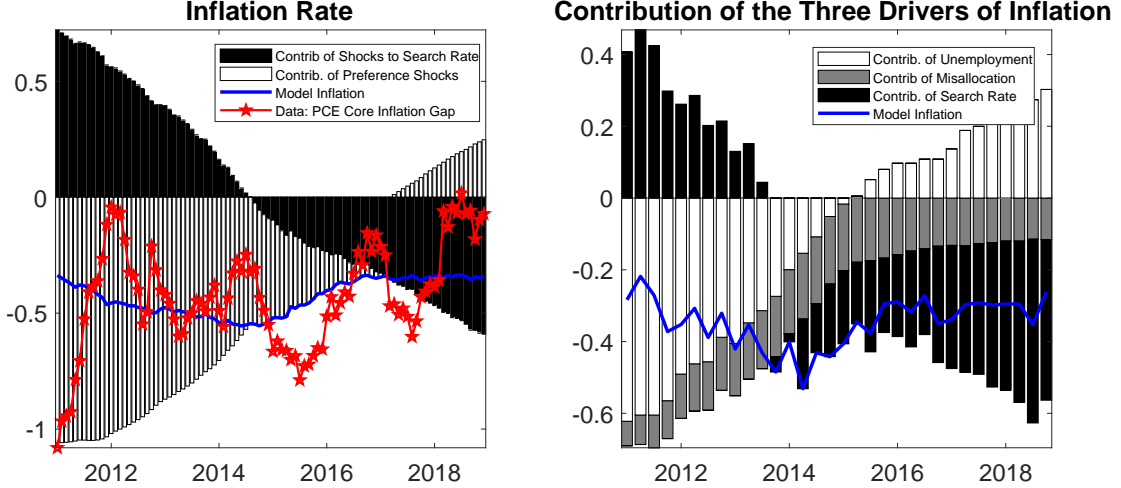 Inflation Rate
Contrib of Shocks to Search Rate
Contrib. of Preference Shocks
Model Inflation
Data: PCE Core Inflation Gap
0.5
0
-0.5
-1
2012
2014
2016
2018
Contribution of the Three Drivers of Inflation
Contrib. of Unemployment
Contrib of Misallocation
Contrib. of Search Rate
Model Inflation
0.4
0.2
0
-0.2
-0.4
-0.6
2012
2014
2016
2018